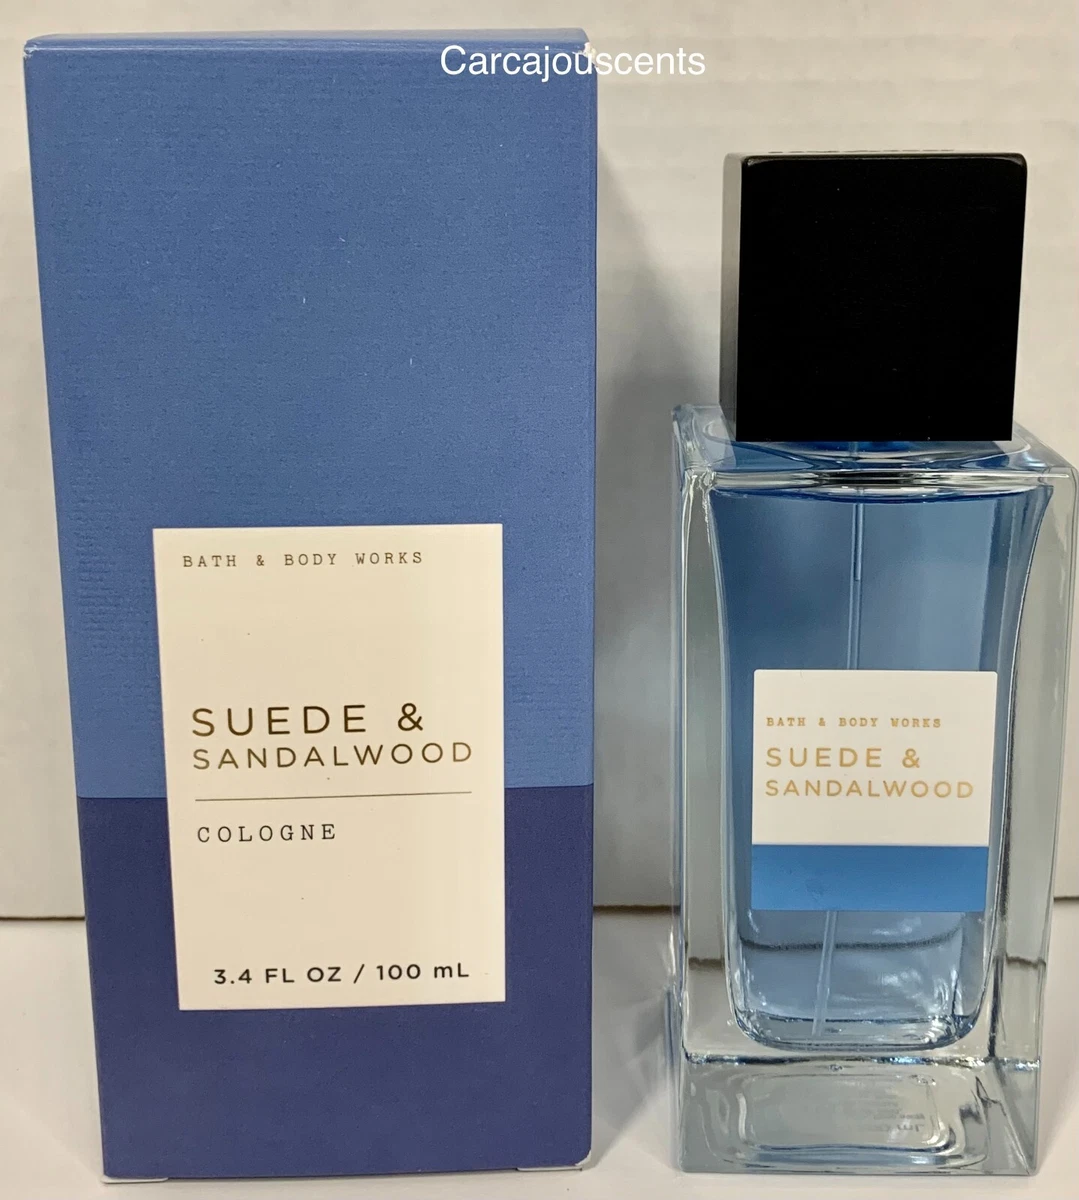 Carcajouscents
BATH & BODY WORKS
SUEDE &
SANDALWOOD
COLOGNE
3.4 FL OZ / 100 mL
BATH & BODY WORKS
SUEDE &
SANDALWOOD